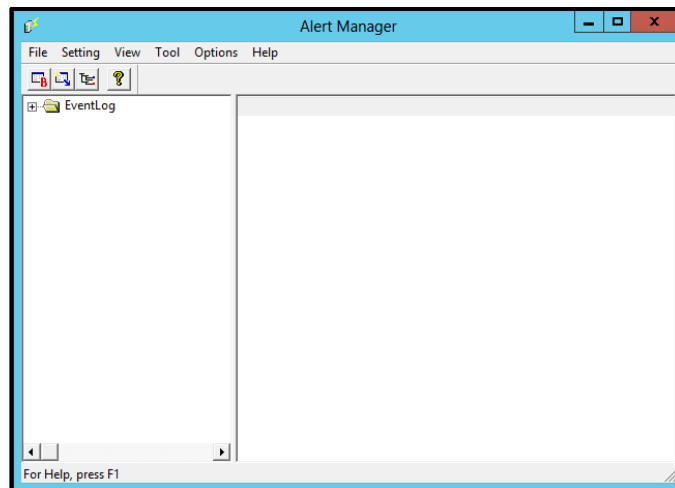 Alert Manager
File Setting View Tool Options Help
EventLog
For Help, press F1